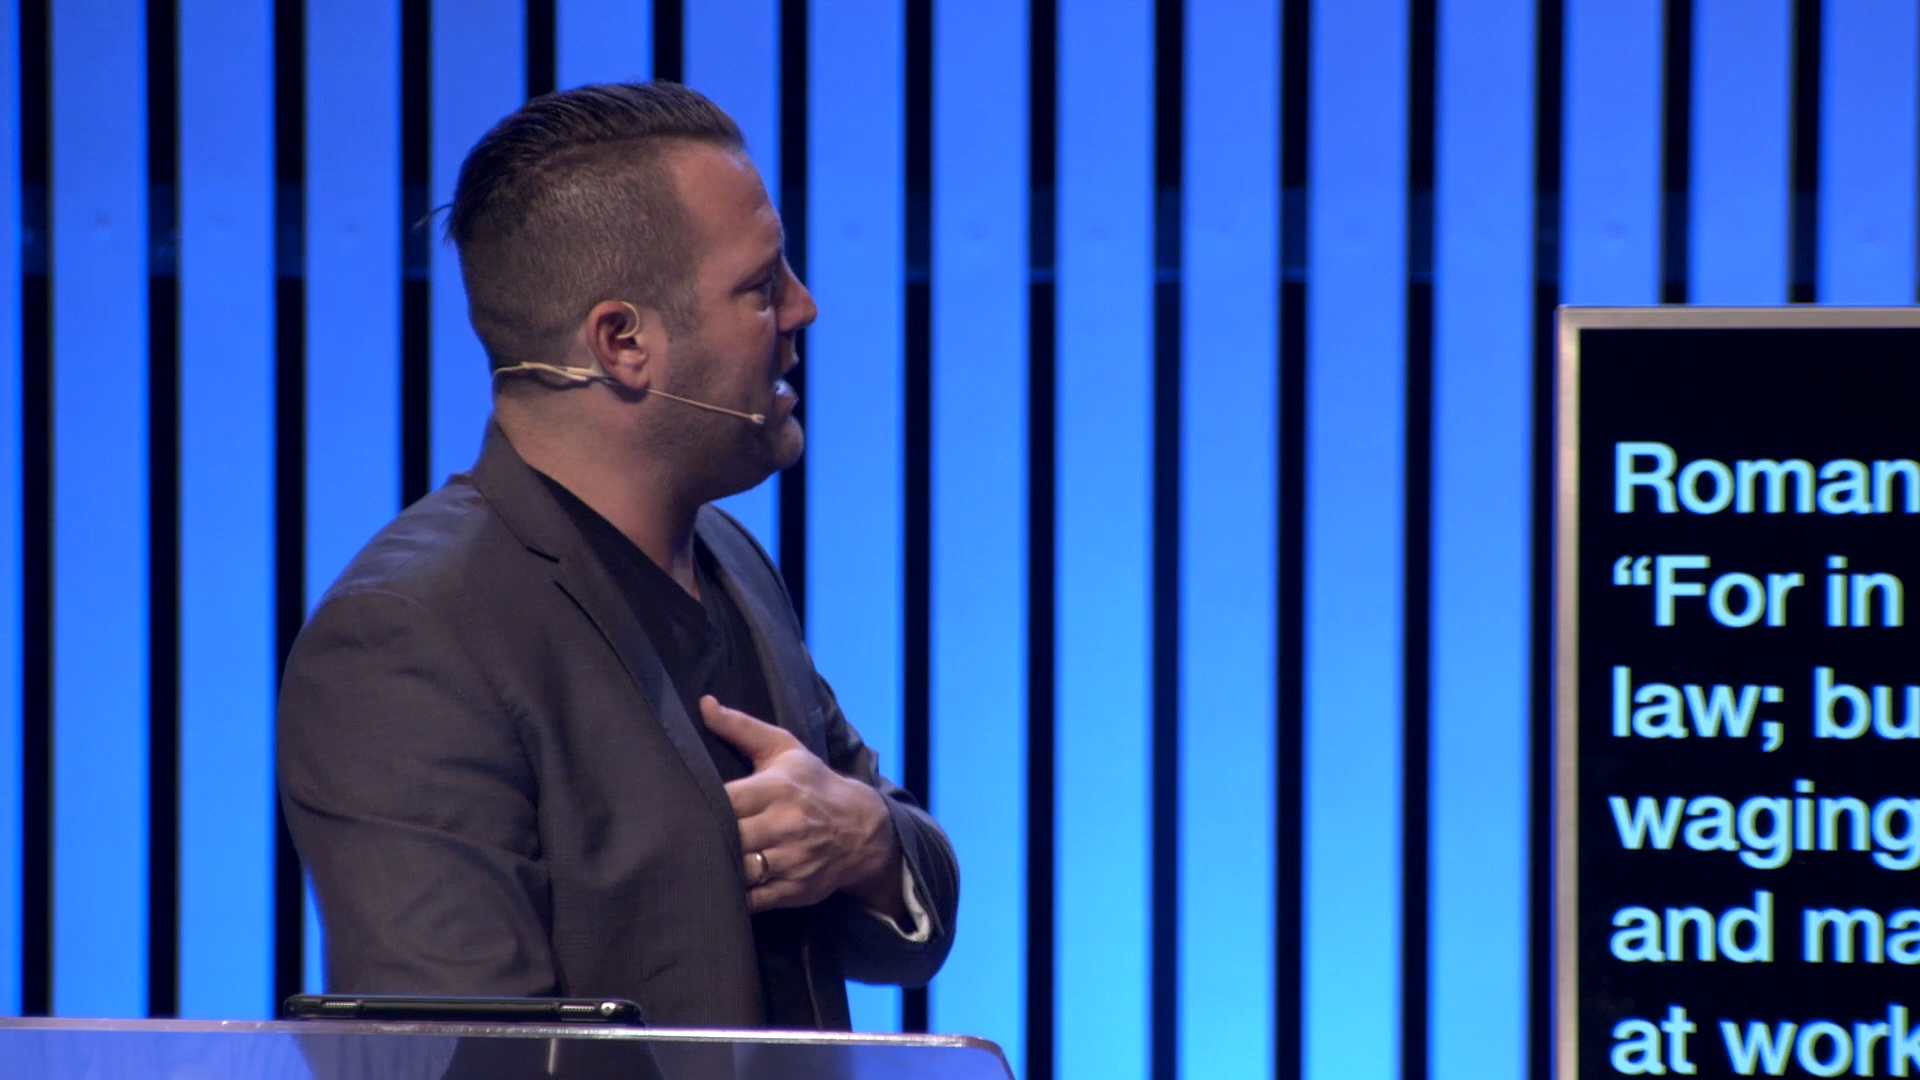 Roman
“For in
law; bu
waging
and ma
at work